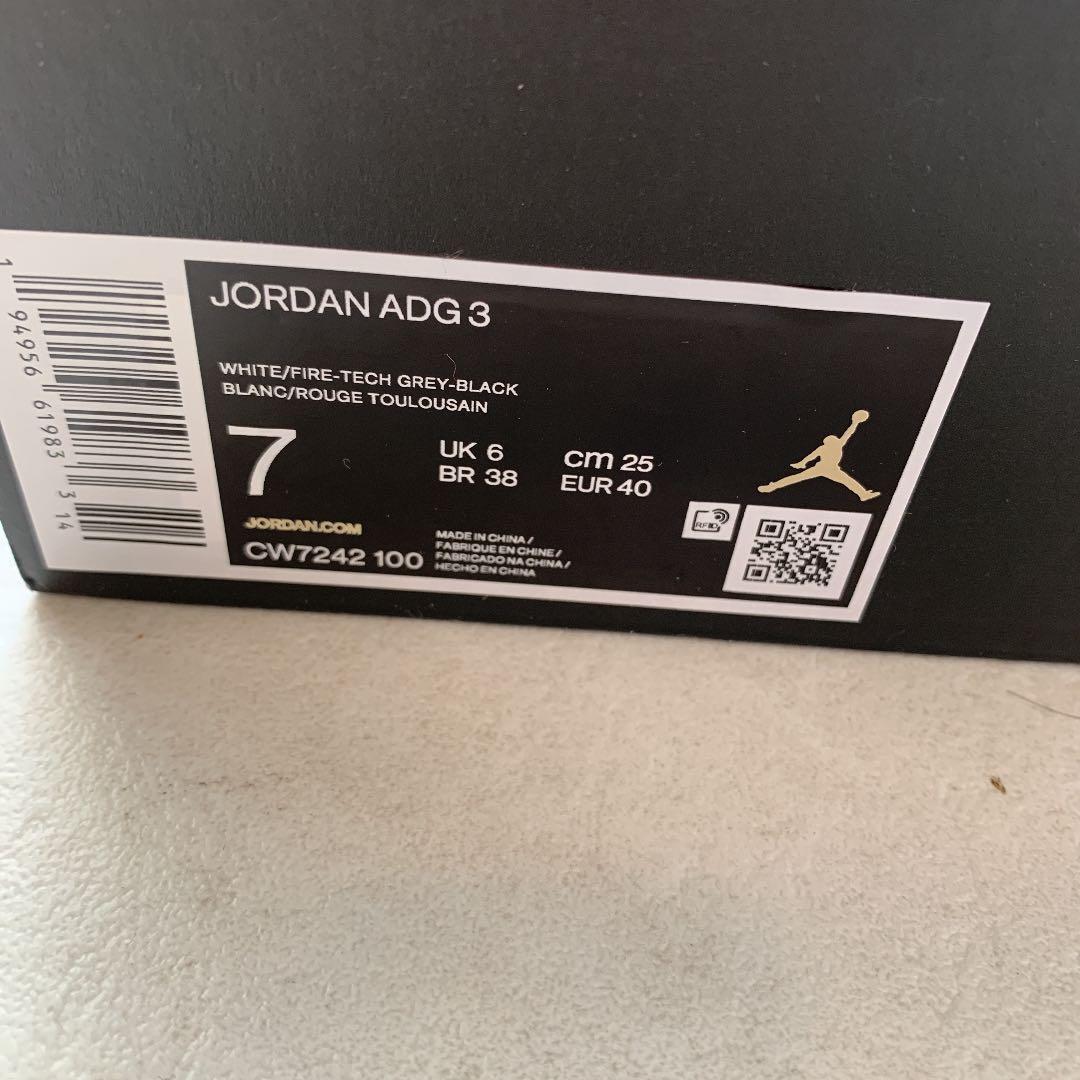 JORDAN ADG 3
WHITE/FIRE-TECH GREY-BLACK
BLANC/ROUGE TOULOUSAIN
7
UK 6
BR 38
cm 25
EUR 40
JORDAN.COM
CW7242 100
MADE IN CHINA /
FABRIQUE EN CHINE /
FABRICADO NA CHINA /
HECHO EN CHINA
RFID
1 94956 61983 3 14